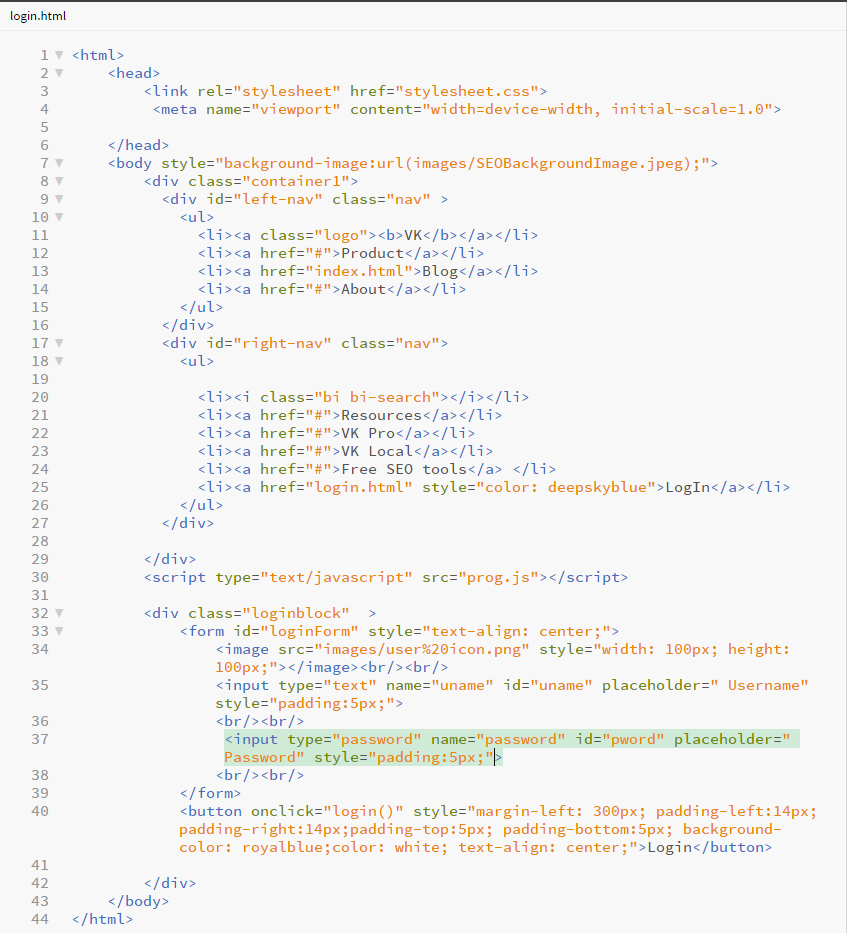 login.html
1 <html>
2 <head>
3 <link rel="stylesheet" href="stylesheet.css">
4 <meta name="viewport" content="width=device-width, initial-scale=1.0">
5
6 </head>
7 <body style="background-image:url(images/SEOBackgroundImage.jpeg);">
8 <div class="container1">
9 <div id="left-nav" class="nav" >
10 <ul>
11 <li><a class="logo"><b>VK</b></a></li>
12 <li><a href="#">Product</a></li>
13 <li><a href="index.html">Blog</a></li>
14 <li><a href="#">About</a></li>
15 </ul>
16 </div>
17 <div id="right-nav" class="nav">
18 <ul>
19
20 <li><i class="bi bi-search"></i></li>
21 <li><a href="#">Resources</a></li>
22 <li><a href="#">VK Pro</a></li>
23 <li><a href="#">VK Local</a></li>
24 <li><a href="#">Free SEO tools</a> </li>
25 <li><a href="login.html" style="color: deepskyblue">LogIn</a></li>
26 </ul>
27 </div>
28
29 </div>
30 <script type="text/javascript" src="prog.js"></script>
31
32 <div class="loginblock"  >
33 <form id="loginForm" style="text-align: center;">
34 <image src="images/user%20icon.png" style="width: 100px; height:
100px;"></image><br/><br/>
35 <input type="text" name="uname" id="uname" placeholder=" Username"
style="padding:5px;">
36 <br/><br/>
37 <input type="password" name="password" id="pword" placeholder="
Password" style="padding:5px;">
38 <br/><br/>
39 </form>
40 <button onclick="login()" style="margin-left: 300px; padding-left:14px;
padding-right:14px;padding-top:5px; padding-bottom:5px; background-
color: royalblue;color: white; text-align: center;">Login</button>
41
42 </div>
43 </body>
44 </html>